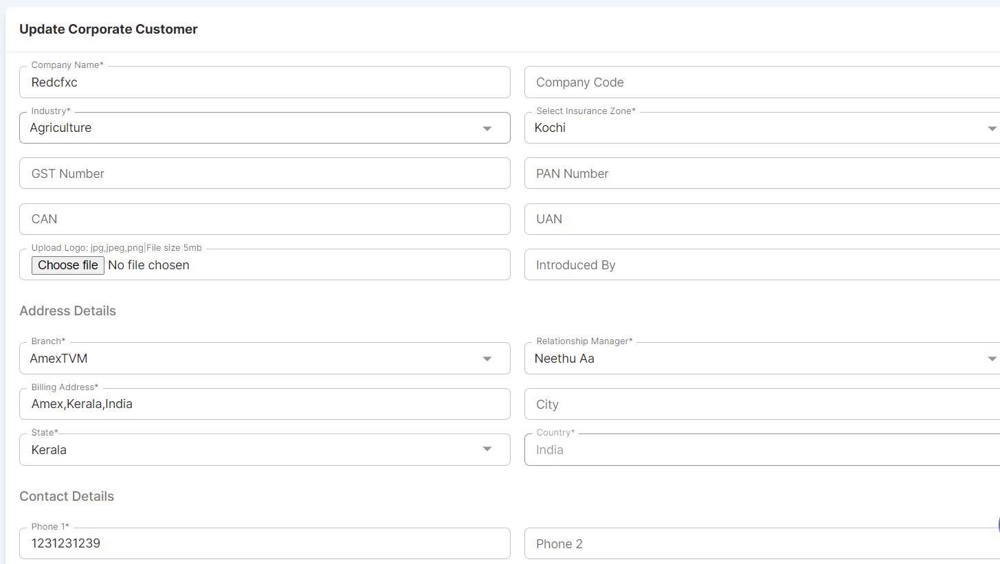 Update Corporate Customer
Company Name*
Redcfxc
Company Code
Industry*
Agriculture
Select Insurance Zone*
Kochi
GST Number
PAN Number
CAN
UAN
Upload Logo: jpg,jpeg,png|File size 5mb
Choose file No file chosen
Introduced By
Address Details
Branch*
AmexTVM
Relationship Manager*
Neethu Aa
Billing Address*
Amex,Kerala,India
City
State*
Kerala
Country*
India
Contact Details
Phone 1*
1231231239
Phone 2